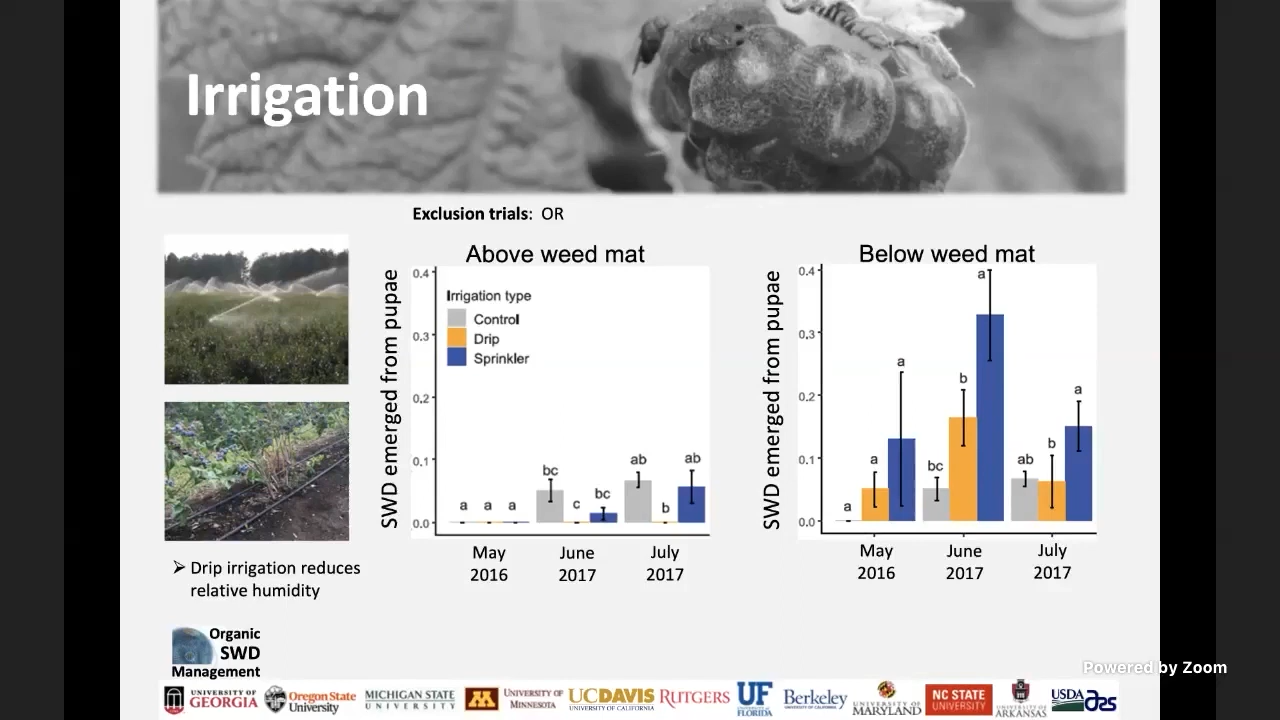 Irrigation
Exclusion trials: OR
Above weed mat
SWD emerged from pupae
0.4
0.3
0.2
0.1
0.0
Irrigation type
Control
Drip
Sprinkler
a a a
bc c bc
ab b ab
May
2016
June
2017
July
2017
Below weed mat
SWD emerged from pupae
0.4
0.3
0.2
0.1
0.0
a a a
bc b a
ab b a
May
2016
June
2017
July
2017
➢ Drip irrigation reduces
relative humidity
Organic
SWD
Management
Powered by Zoom
UNIVERSITY OF
GEORGIA
Oregon State
University
MICHIGAN STATE
UNIVERSITY
M
UNIVERSITY OF
MINNESOTA
UCDAVIS
UNIVERSITY OF CALIFORNIA
RUTGERS
UF
UNIVERSITY of
FLORIDA
Berkeley
UNIVERSITY OF CALIFORNIA
UNIVERSITY OF
MARYLAND
NC STATE
UNIVERSITY
UNIVERSITY OF
ARKANSAS
USDA ars